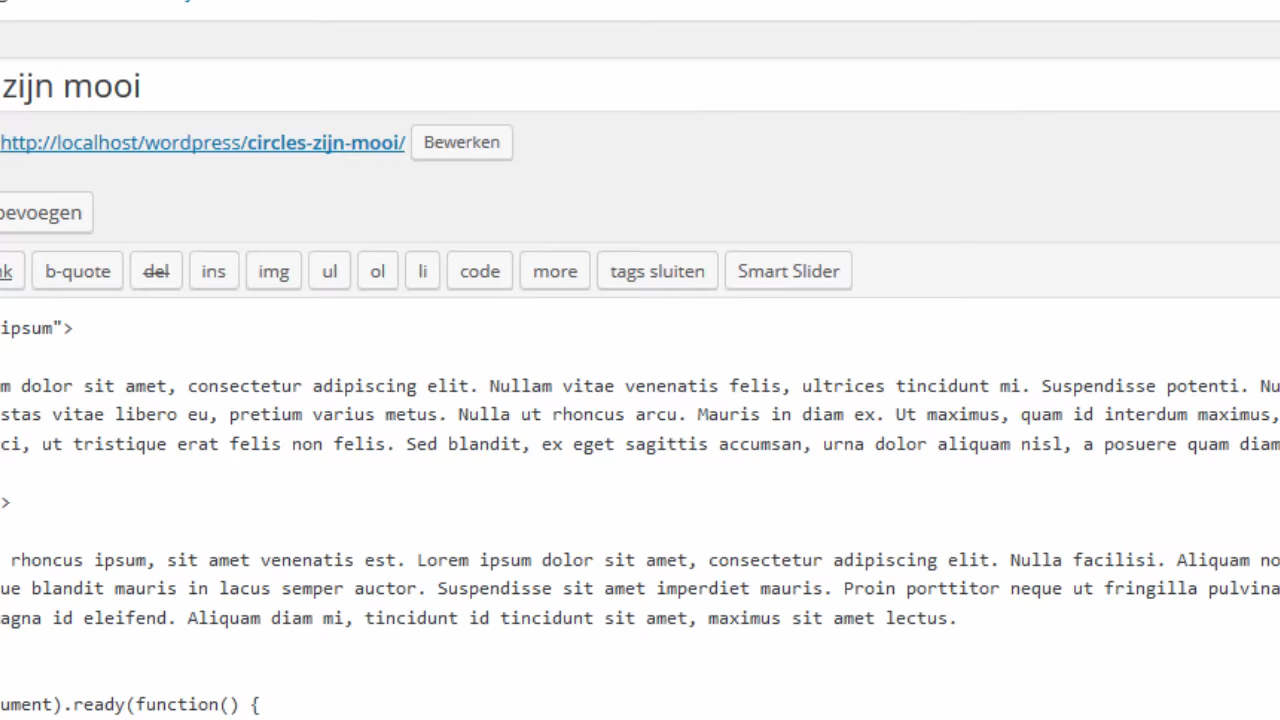 zijn mooi
http://localhost/wordpress/circles-zijn-mooi/ Bewerken
oevoegen
nk b-quote del ins img ul ol li code more tags sluiten Smart Slider
ipsum">
m dolor sit amet, consectetur adipiscing elit. Nullam vitae venenatis felis, ultrices tincidunt mi. Suspendisse potenti. Nu
stas vitae libero eu, pretium varius metus. Nulla ut rhoncus arcu. Mauris in diam ex. Ut maximus, quam id interdum maximus,
ci, ut tristique erat felis non felis. Sed blandit, ex eget sagittis accumsan, urna dolor aliquam nisl, a posuere quam diam
>
rhoncus ipsum, sit amet venenatis est. Lorem ipsum dolor sit amet, consectetur adipiscing elit. Nulla facilisi. Aliquam no
ue blandit mauris in lacus semper auctor. Suspendisse sit amet imperdiet mauris. Proin porttitor neque ut fringilla pulvina
agna id eleifend. Aliquam diam mi, tincidunt id tincidunt sit amet, maximus sit amet lectus.
ument).ready(function() {